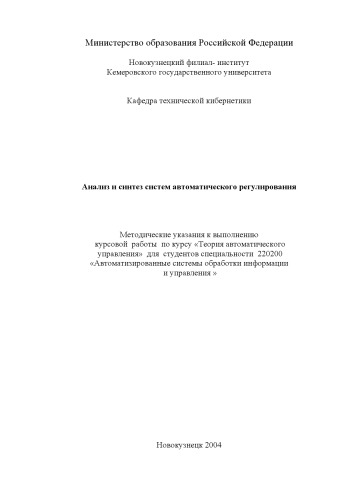 Министерство образования Российской Федерации
Новокузнецкий филиал- институт
Кемеровского государственного университета
Кафедра технической кибернетики
Анализ и синтез систем автоматического регулирования
Методические указания к выполнению
курсовой работы по курсу «Теория автоматического
управления» для студентов специальности 220200
«Автоматизированные системы обработки информации
и управления »
Новокузнецк 2004